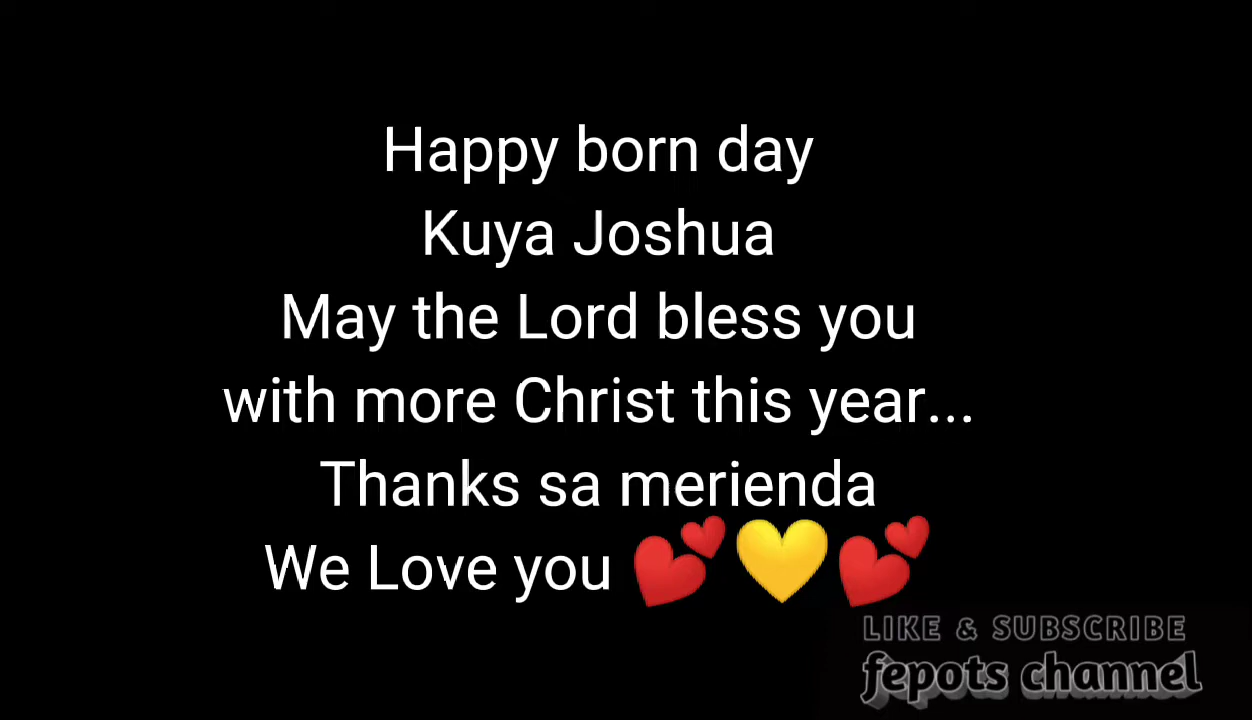 Happy born day
Kuya Joshua
May the Lord bless you
with more Christ this year...
Thanks sa merienda
We Love you 💕💛💕
LIKE & SUBSCRIBE
fepots channel